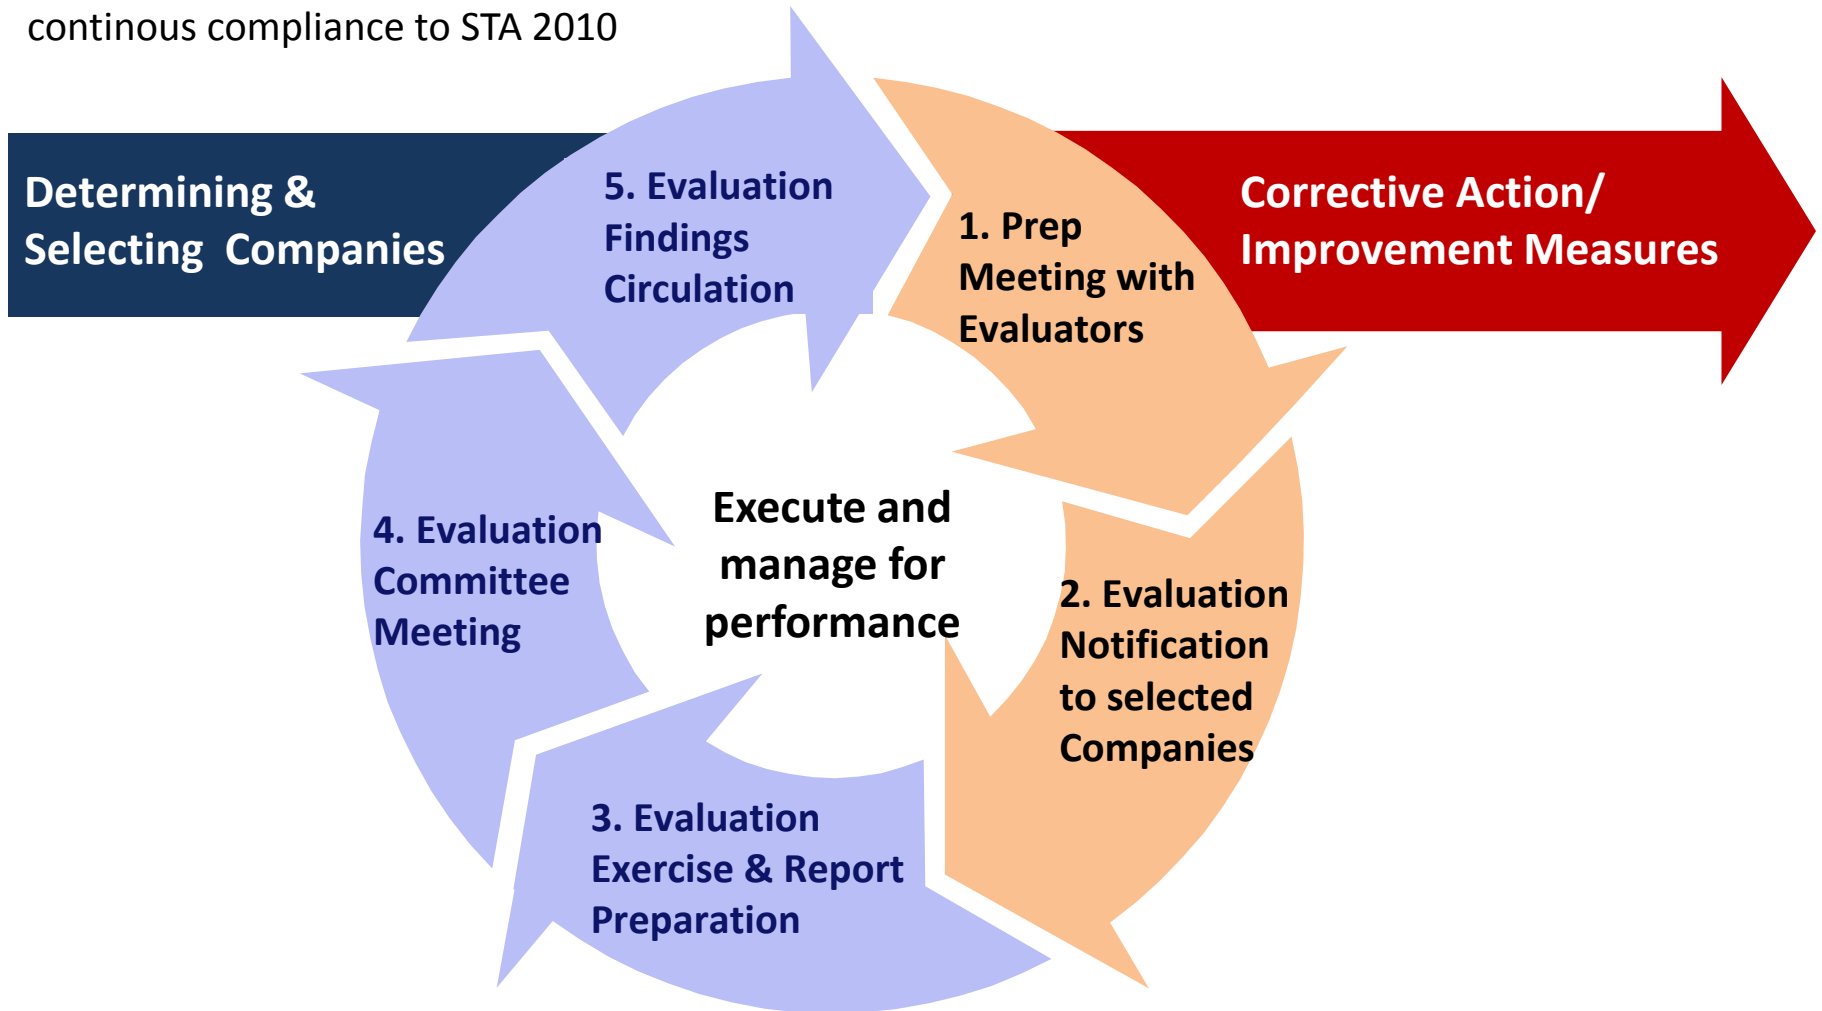 continous compliance to STA 2010
Determining &
Selecting  Companies
5. Evaluation
Findings
Circulation
1. Prep
Meeting with
Evaluators
Corrective Action/
Improvement Measures
4. Evaluation
Committee
Meeting
Execute and
manage for
performance
2. Evaluation
Notification
to selected
Companies
3. Evaluation
Exercise & Report
Preparation